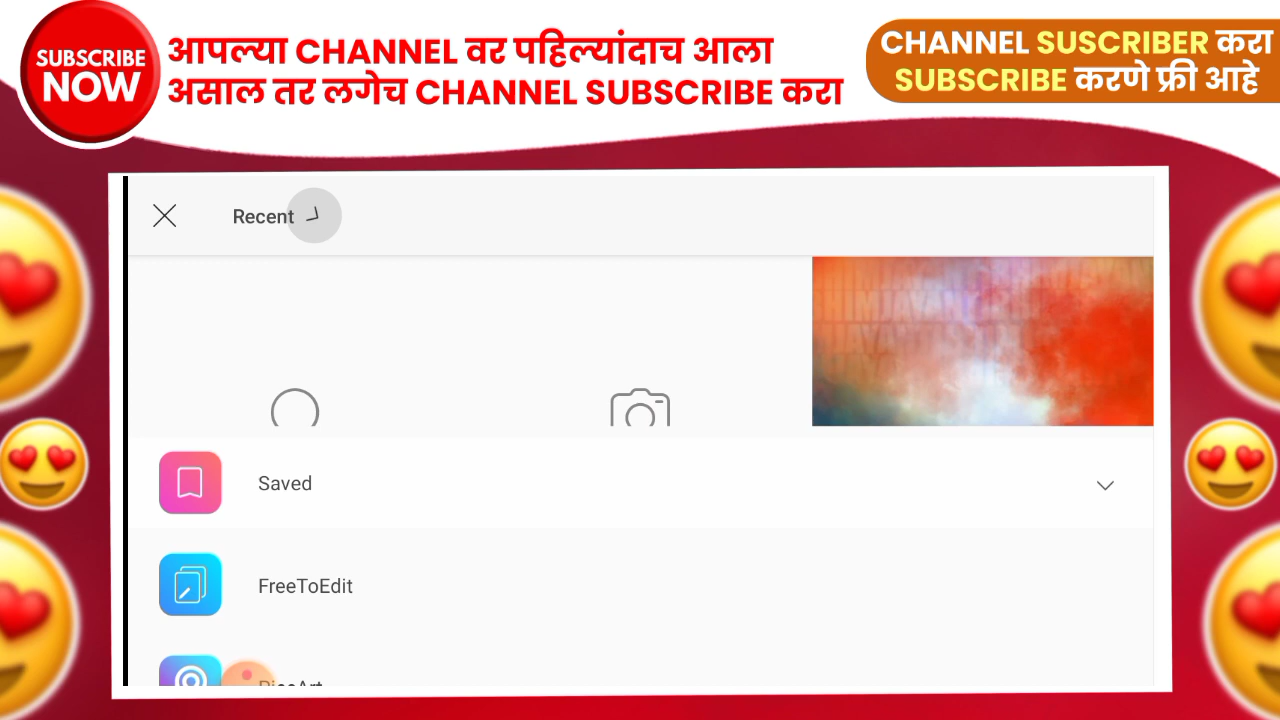 SUBSCRIBE
NOW
आपल्या CHANNEL वर पहिल्यांदाच आला
असाल तर लगेच CHANNEL SUBSCRIBE करा
CHANNEL SUSCRIBER करा
SUBSCRIBE करणे फ्री आहे
Recent
Saved
FreeToEdit
PicsArt